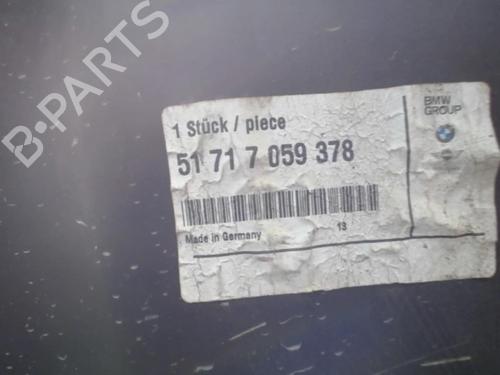 B-PARTS
1 Stück / piece
51 71 7 059 378
Made in Germany
13
BMW
GROUP